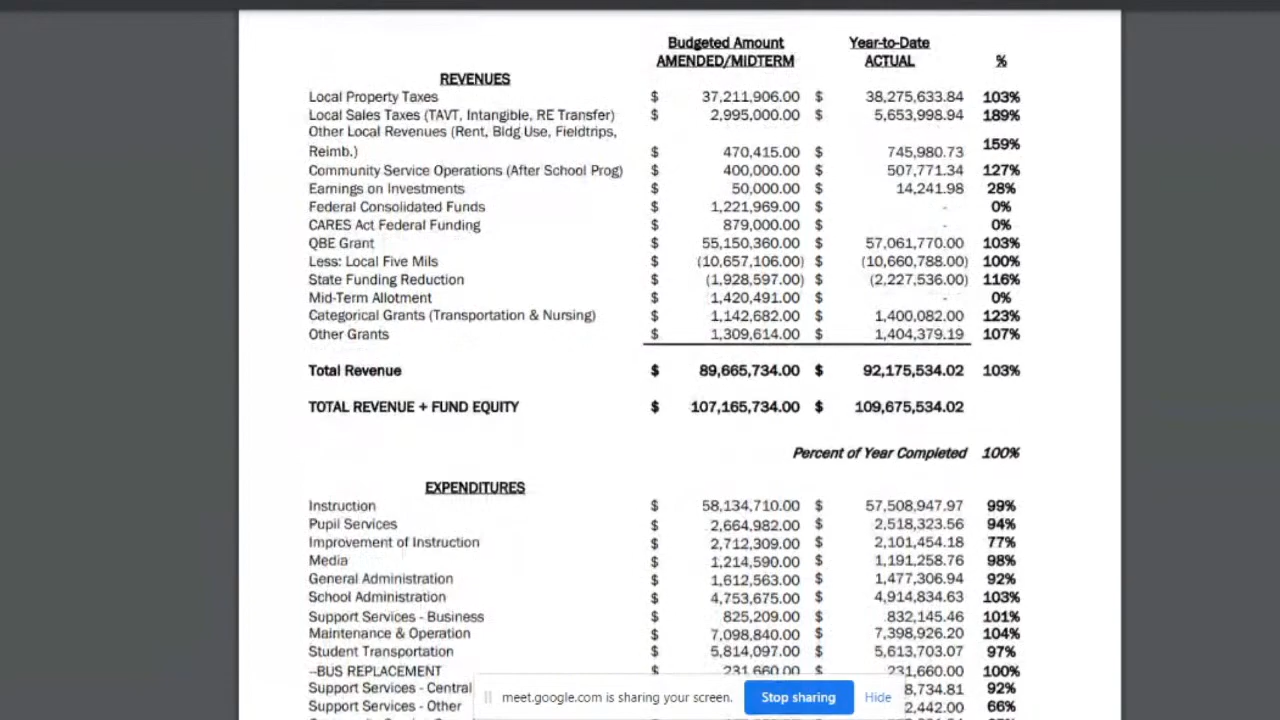 Budgeted Amount Year-to-Date
AMENDED/MIDTERM ACTUAL %
REVENUES
Local Property Taxes $ 37,211,906.00 $ 38,275,633.84 103%
Local Sales Taxes (TAVT, Intangible, RE Transfer) $ 2,995,000.00 $ 5,653,998.94 189%
Other Local Revenues (Rent, Bldg Use, Fieldtrips,
Reimb.) $ 470,415.00 $ 745,980.73 159%
Community Service Operations (After School Prog) $ 400,000.00 $ 507,771.34 127%
Earnings on Investments $ 50,000.00 $ 14,241.98 28%
Federal Consolidated Funds $ 1,221,969.00 $ - 0%
CARES Act Federal Funding $ 879,000.00 $ - 0%
QBE Grant $ 55,150,360.00 $ 57,061,770.00 103%
Less: Local Five Mils $ (10,657,106.00) $ (10,660,788.00) 100%
State Funding Reduction $ (1,928,597.00) $ (2,227,536.00) 116%
Mid-Term Allotment $ 1,420,491.00 $ - 0%
Categorical Grants (Transportation & Nursing) $ 1,142,682.00 $ 1,400,082.00 123%
Other Grants $ 1,309,614.00 $ 1,404,379.19 107%
Total Revenue $ 89,665,734.00 $ 92,175,534.02 103%
TOTAL REVENUE + FUND EQUITY $ 107,165,734.00 $ 109,675,534.02
Percent of Year Completed 100%
EXPENDITURES
Instruction $ 58,134,710.00 $ 57,508,947.97 99%
Pupil Services $ 2,664,982.00 $ 2,518,323.56 94%
Improvement of Instruction $ 2,712,309.00 $ 2,101,454.18 77%
Media $ 1,214,590.00 $ 1,191,258.76 98%
General Administration $ 1,612,563.00 $ 1,477,306.94 92%
School Administration $ 4,753,675.00 $ 4,914,834.63 103%
Support Services - Business $ 825,209.00 $ 832,145.46 101%
Maintenance & Operation $ 7,098,840.00 $ 7,398,926.20 104%
Student Transportation $ 5,814,097.00 $ 5,613,703.07 97%
--BUS REPLACEMENT $ 231,660.00 $ 231,660.00 100%
Support Services - Central 8,734.81 92%
Support Services - Other 2,442.00 66%
meet.google.com is sharing your screen. Stop sharing Hide